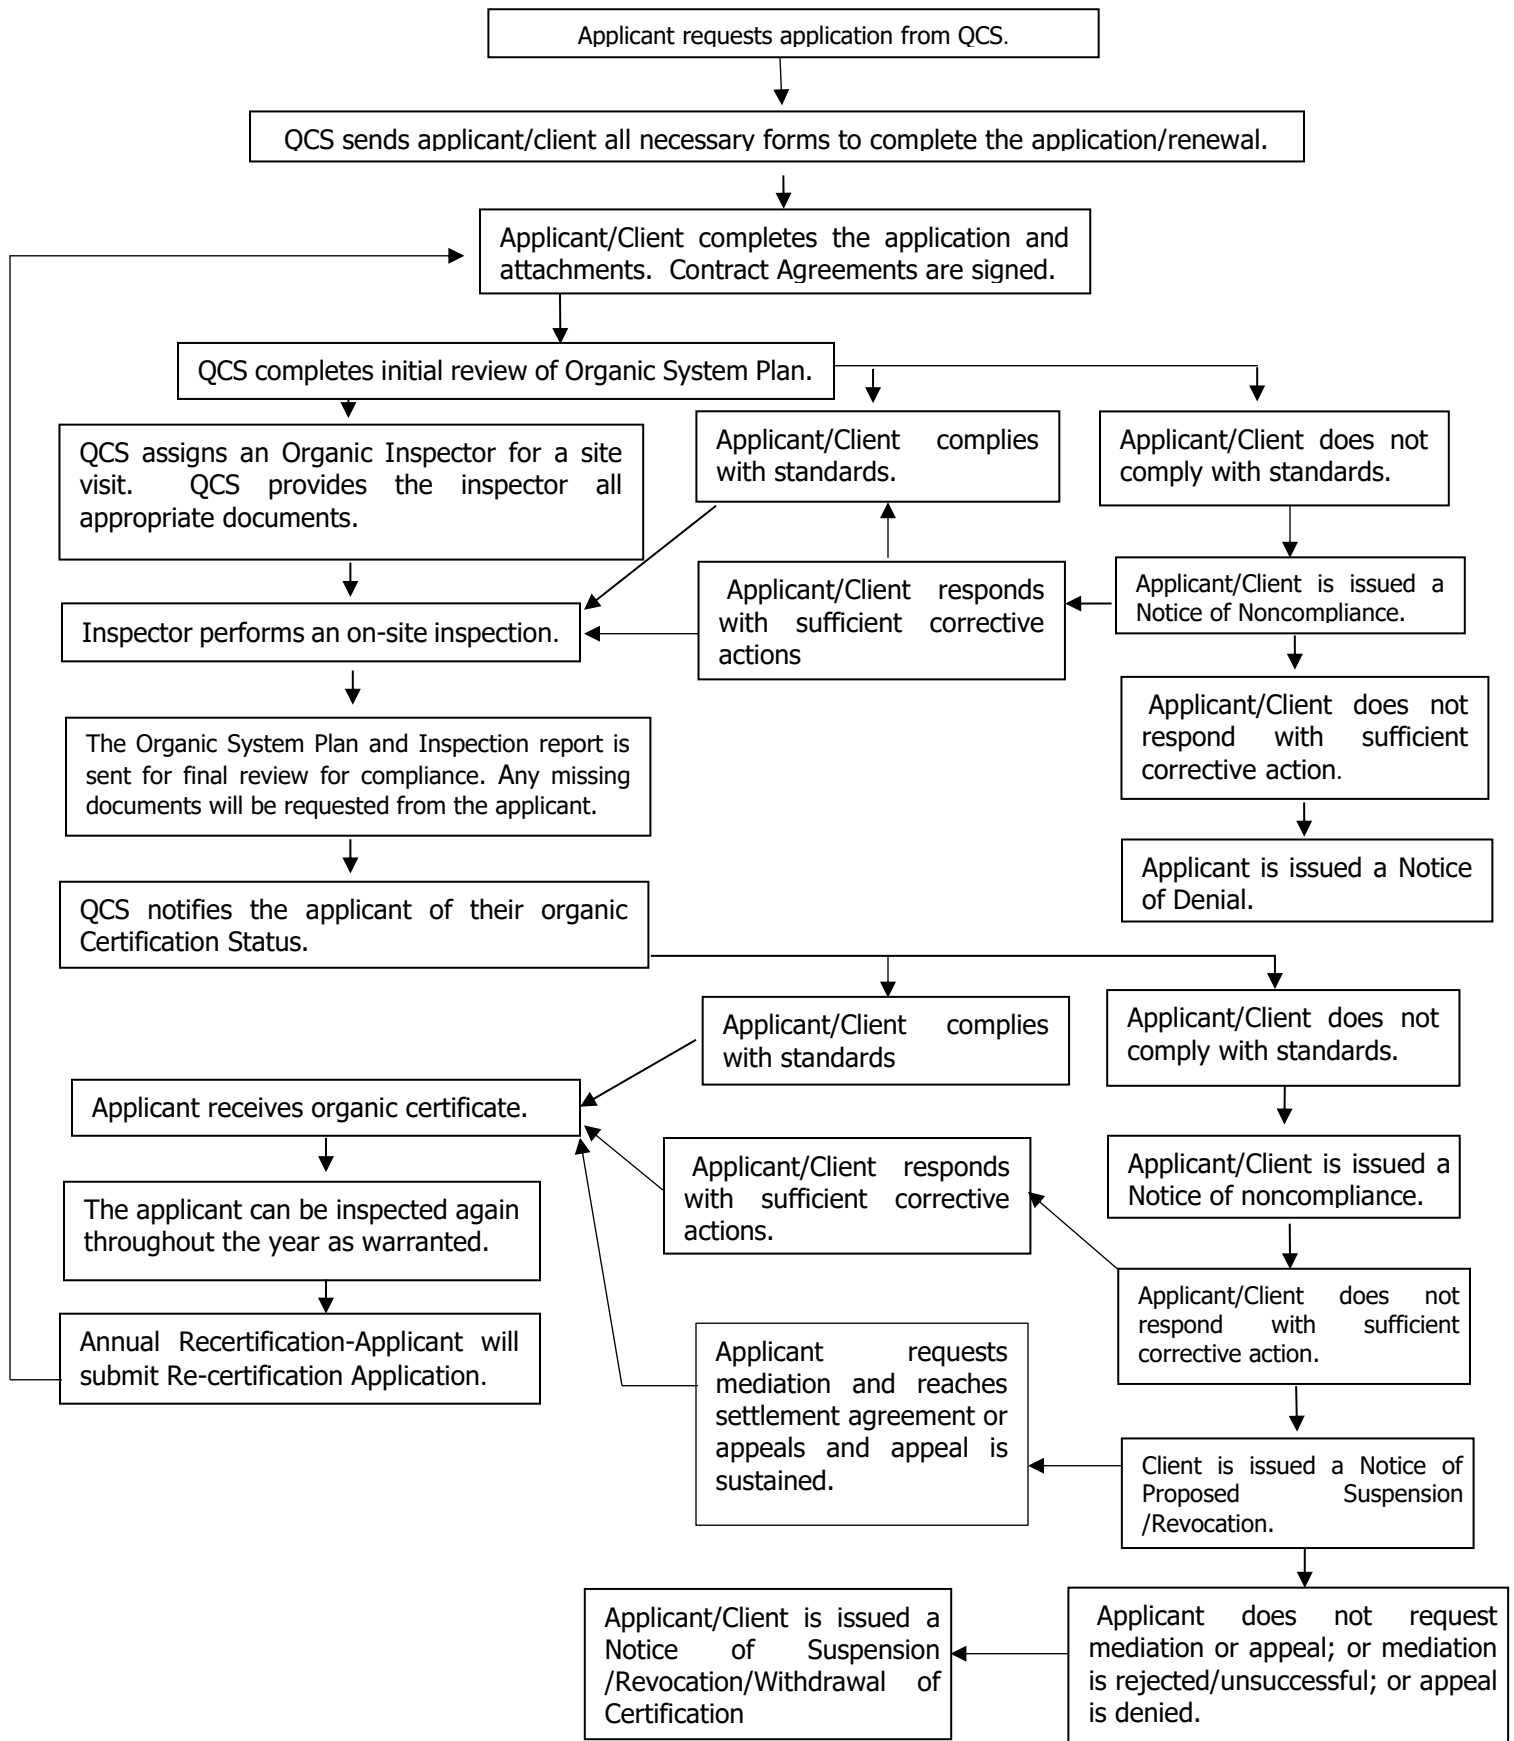 Applicant requests application from QCS.
QCS sends applicant/client all necessary forms to complete the application/renewal.
Applicant/Client completes the application and
attachments. Contract Agreements are signed.
QCS completes initial review of Organic System Plan.
QCS assigns an Organic Inspector for a site
visit. QCS provides the inspector all
appropriate documents.
Applicant/Client complies
with standards.
Applicant/Client does not
comply with standards.
Inspector performs an on-site inspection.
Applicant/Client responds
with sufficient corrective
actions
Applicant/Client is issued a
Notice of Noncompliance.
Applicant/Client does not
respond with sufficient
corrective action.
The Organic System Plan and Inspection report is
sent for final review for compliance. Any missing
documents will be requested from the applicant.
Applicant is issued a Notice
of Denial.
QCS notifies the applicant of their organic
Certification Status.
Applicant/Client complies
with standards
Applicant/Client does not
comply with standards.
Applicant receives organic certificate.
Applicant/Client responds
with sufficient corrective
actions.
Applicant/Client is issued a
Notice of noncompliance.
The applicant can be inspected again
throughout the year as warranted.
Applicant/Client does not
respond with sufficient
corrective action.
Annual Recertification-Applicant will
submit Re-certification Application.
Applicant requests
mediation and reaches
settlement agreement or
appeals and appeal is
sustained.
Client is issued a Notice of
Proposed Suspension
/Revocation.
Applicant/Client is issued a
Notice of Suspension
/Revocation/Withdrawal of
Certification
Applicant does not request
mediation or appeal; or mediation
is rejected/unsuccessful; or appeal
is denied.